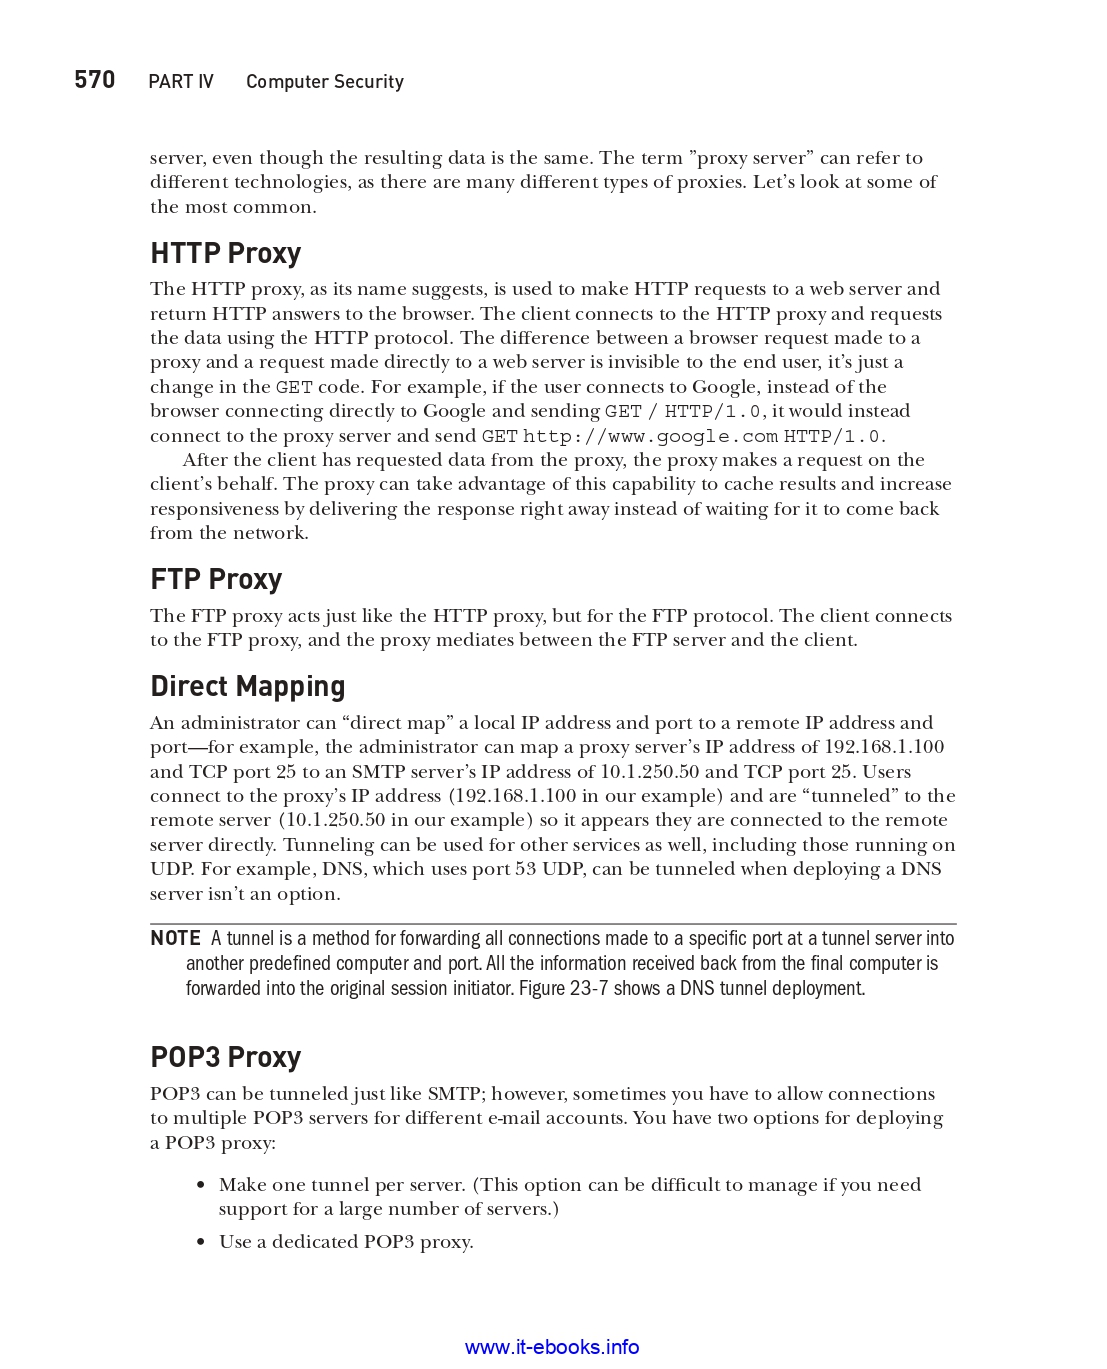 570 PART IV Computer Security
server, even though the resulting data is the same. The term ”proxy server” can refer to
different technologies, as there are many different types of proxies. Let’s look at some of
the most common.
HTTP Proxy
The HTTP proxy, as its name suggests, is used to make HTTP requests to a web server and
return HTTP answers to the browser. The client connects to the HTTP proxy and requests
the data using the HTTP protocol. The difference between a browser request made to a
proxy and a request made directly to a web server is invisible to the end user, it’s just a
change in the GET code. For example, if the user connects to Google, instead of the
browser connecting directly to Google and sending GET / HTTP/1.0, it would instead
connect to the proxy server and send GET http://www.google.com HTTP/1.0.
After the client has requested data from the proxy, the proxy makes a request on the
client’s behalf. The proxy can take advantage of this capability to cache results and increase
responsiveness by delivering the response right away instead of waiting for it to come back
from the network.
FTP Proxy
The FTP proxy acts just like the HTTP proxy, but for the FTP protocol. The client connects
to the FTP proxy, and the proxy mediates between the FTP server and the client.
Direct Mapping
An administrator can “direct map” a local IP address and port to a remote IP address and
port—for example, the administrator can map a proxy server’s IP address of 192.168.1.100
and TCP port 25 to an SMTP server’s IP address of 10.1.250.50 and TCP port 25. Users
connect to the proxy’s IP address (192.168.1.100 in our example) and are “tunneled” to the
remote server (10.1.250.50 in our example) so it appears they are connected to the remote
server directly. Tunneling can be used for other services as well, including those running on
UDP. For example, DNS, which uses port 53 UDP, can be tunneled when deploying a DNS
server isn’t an option.
NOTE A tunnel is a method for forwarding all connections made to a specific port at a tunnel server into
another predefined computer and port. All the information received back from the final computer is
forwarded into the original session initiator. Figure 23-7 shows a DNS tunnel deployment.
POP3 Proxy
POP3 can be tunneled just like SMTP; however, sometimes you have to allow connections
to multiple POP3 servers for different e-mail accounts. You have two options for deploying
a POP3 proxy:
• Make one tunnel per server. (This option can be difficult to manage if you need
support for a large number of servers.)
• Use a dedicated POP3 proxy.
www.it-ebooks.info